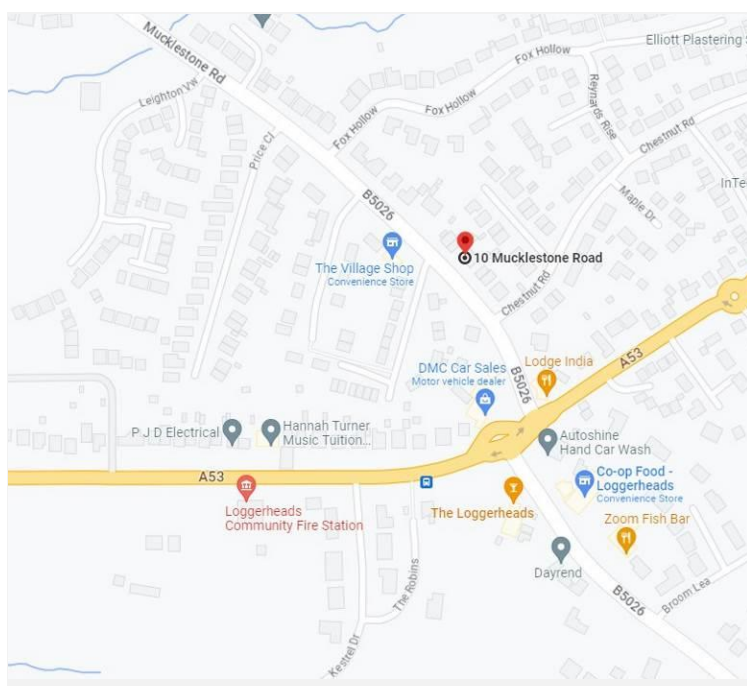 Mucklestone Rd
Elliott Plastering
Fox Hollow
Fox Hollow
Fox Hollow
Leighton Vw
Reynards Rise
Chestnut Rd
Price Cl
InTe
Maple Dr
B5026
The Village Shop
Convenience Store
10 Mucklestone Road
Chestnut Rd
A53
Lodge India
DMC Car Sales
Motor vehicle dealer
B5026
P J D Electrical
Hannah Turner
Music Tuition...
Autoshine
Hand Car Wash
A53
Co-op Food -
Loggerheads
Convenience Store
Loggerheads
Community Fire Station
The Loggerheads
Zoom Fish Bar
Dayrend
The Robins
B5026
Broom Lea
Kestrel Dr